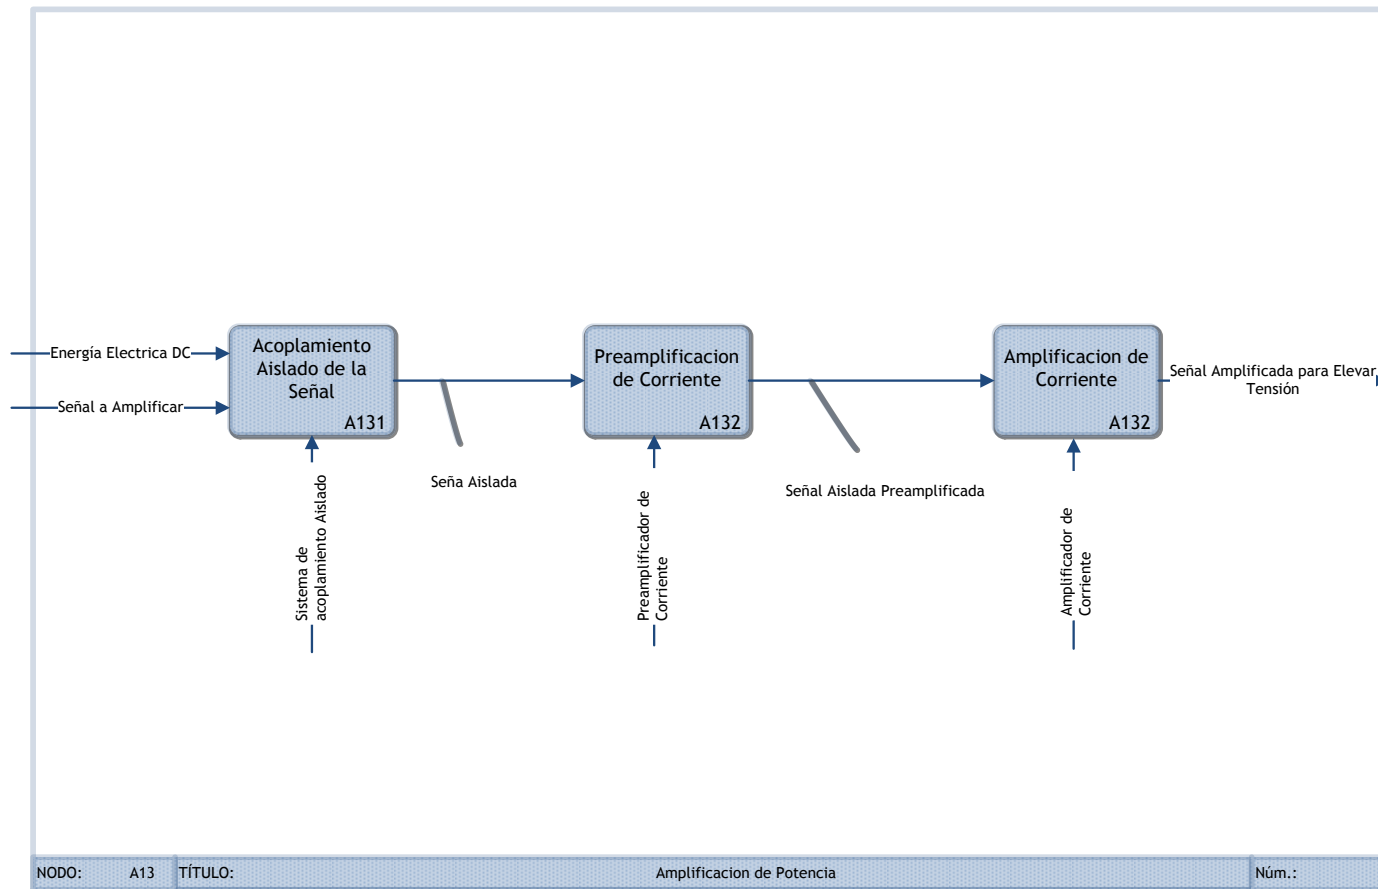 Energía Electrica DC
Señal a Amplificar
Acoplamiento
Aislado de la
Señal
A131
Preamplificacion
de Corriente
A132
Amplificacion de
Corriente
A132
Señal Amplificada para Elevar
Tensión
Seña Aislada
Señal Aislada Preamplificada
Sistema de
acoplamiento Aislado
Preamplificador de
Corriente
Amplificador de
Corriente
NODO: A13 TÍTULO: Amplificacion de Potencia Núm.: